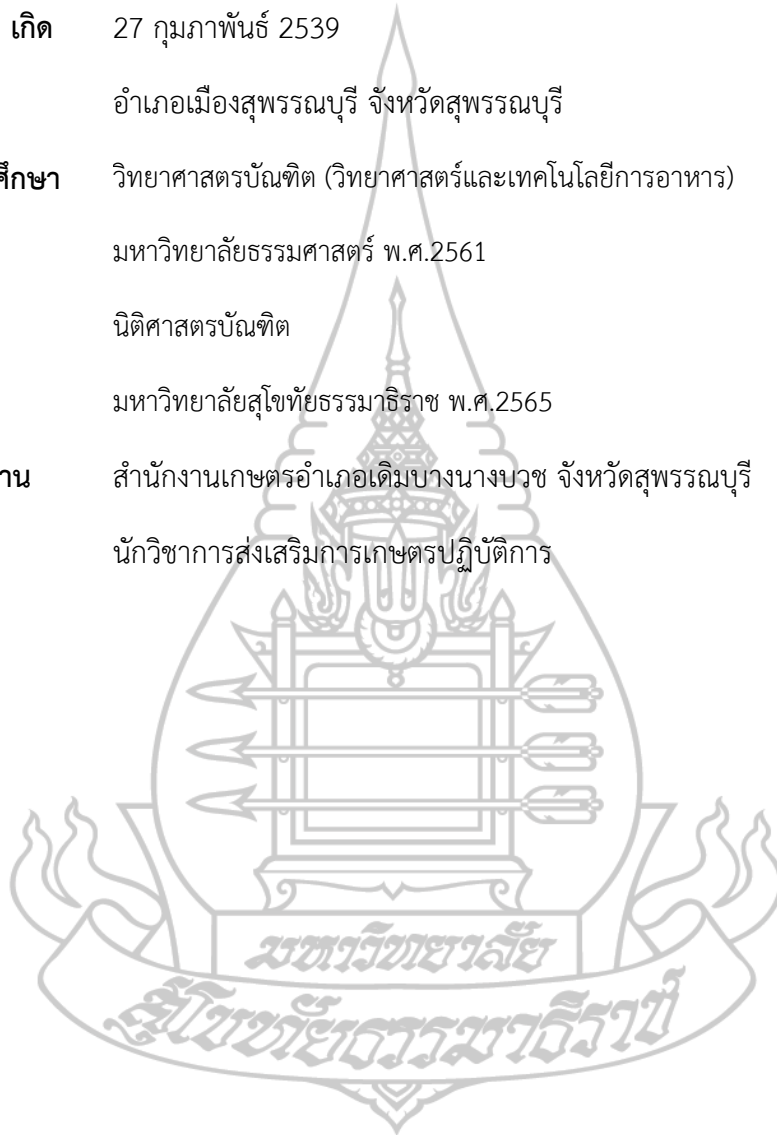 เกิด 27 กุมภาพันธ์ 2539
อำเภอเมืองสุพรรณบุรี จังหวัดสุพรรณบุรี
ศึกษา วิทยาศาสตรบัณฑิต (วิทยาศาสตร์และเทคโนโลยีการอาหาร)
มหาวิทยาลัยธรรมศาสตร์ พ.ศ.2561
นิติศาสตรบัณฑิต
มหาวิทยาลัยสุโขทัยธรรมาธิราช พ.ศ.2565
าน สำนักงานเกษตรอำเภอเดิมบางนางบวช จังหวัดสุพรรณบุรี
นักวิชาการส่งเสริมการเกษตรปฏิบัติการ
มหาวิทยาลัย
สุโขทัยธรรมาธิราช